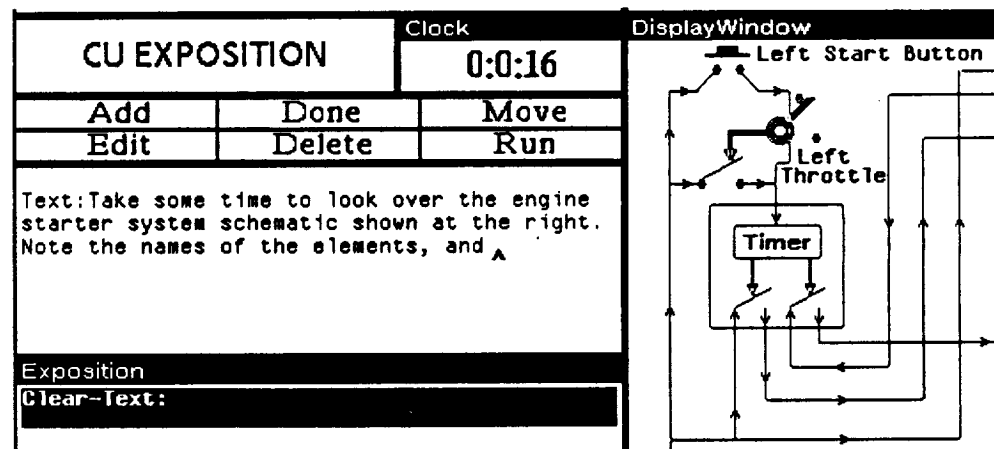 CU EXPOSITION
Clock
0:0:16
Add Done Move
Edit Delete Run
Text:Take some time to look over the engine
starter system schematic shown at the right.
Note the names of the elements, and ^
Exposition
Clear-Text:
DisplayWindow
Left Start Button
Left
Throttle
Timer